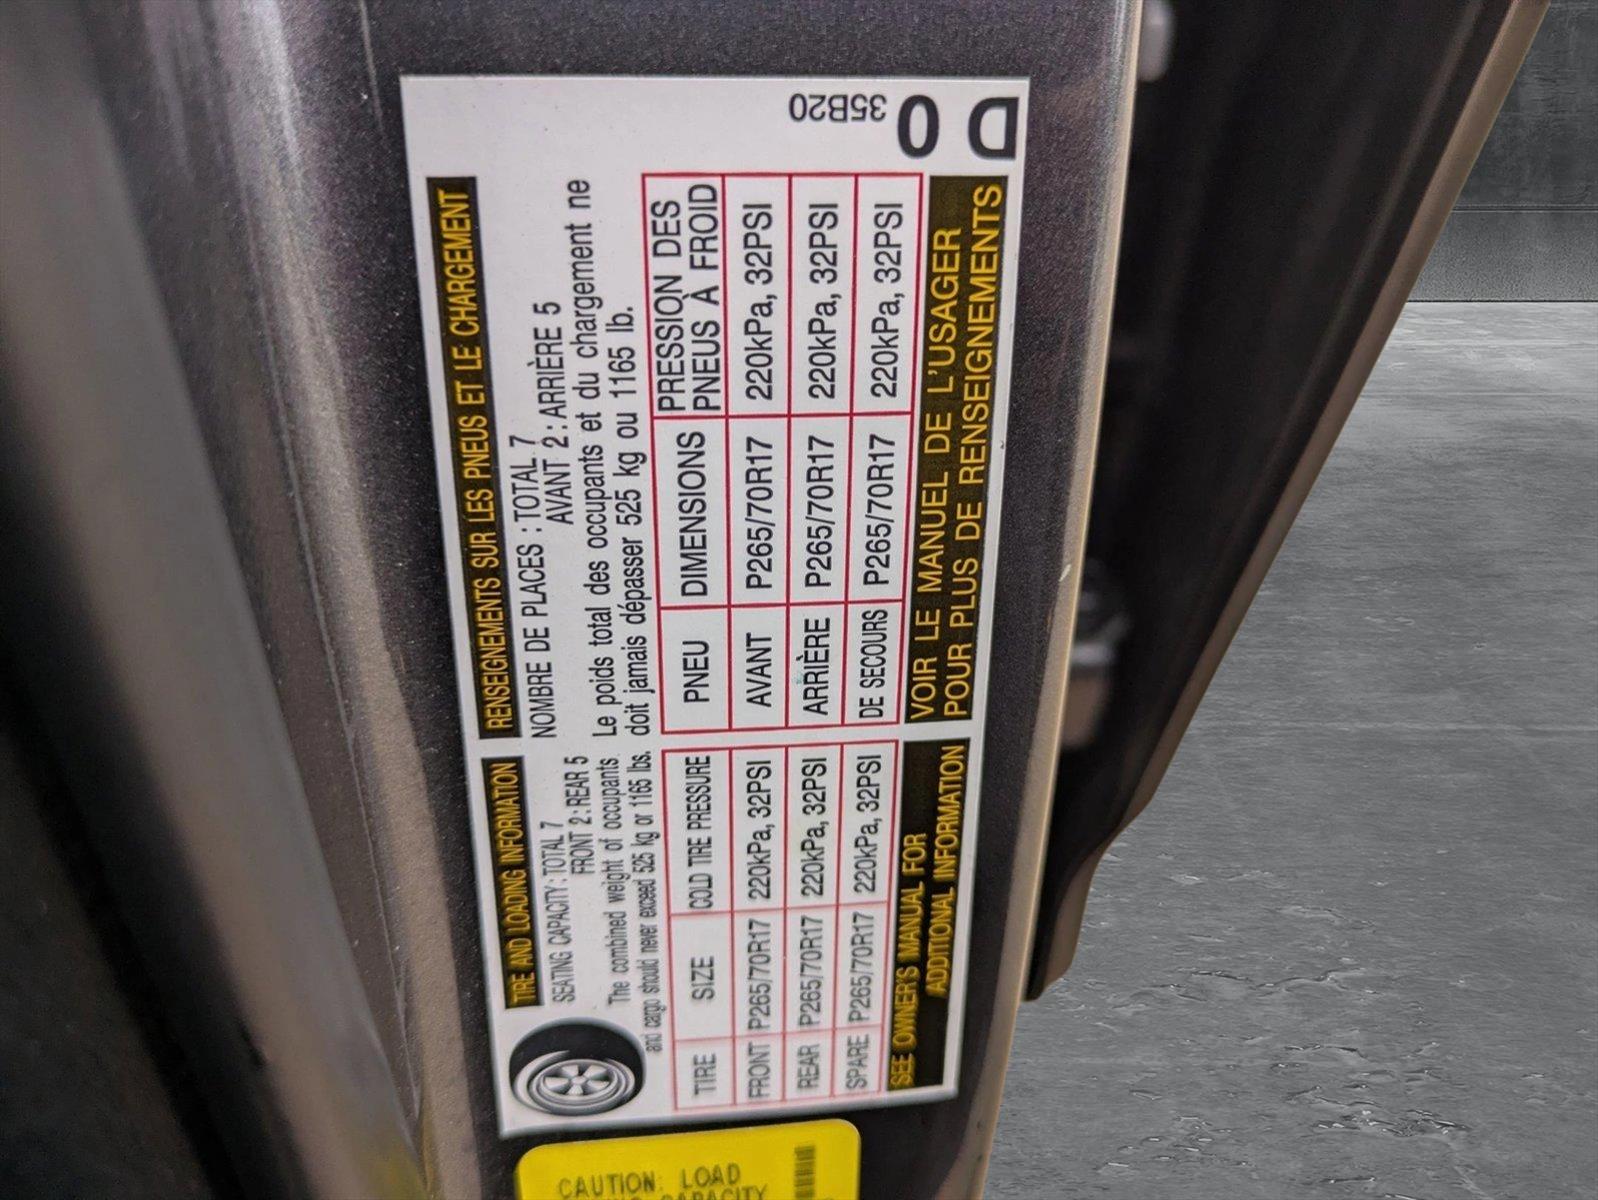 TIRE AND LOADING INFORMATION
SEATING CAPACITY: TOTAL 7
FRONT 2: REAR 5
The combined weight of occupants
and cargo should never exceed 525 kg or 1165 lbs.
TIRE SIZE COLD TIRE PRESSURE
FRONT P265/70R17 220kPa, 32PSI
REAR P265/70R17 220kPa, 32PSI
SPARE P265/70R17 220kPa, 32PSI
SEE OWNER'S MANUAL FOR
ADDITIONAL INFORMATION
RENSEIGNEMENTS SUR LES PNEUS ET LE CHARGEMENT
NOMBRE DE PLACES : TOTAL 7
AVANT 2 : ARRIÈRE 5
Le poids total des occupants et du chargement ne
doit jamais dépasser 525 kg ou 1165 lb.
PNEU DIMENSIONS PRESSION DES
PNEUS À FROID
AVANT P265/70R17 220kPa, 32PSI
ARRIÈRE P265/70R17 220kPa, 32PSI
DE SECOURS P265/70R17 220kPa, 32PSI
VOIR LE MANUEL DE L'USAGER
POUR PLUS DE RENSEIGNEMENTS
35B20
D 0
CAUTION: LOAD
CAPACITY